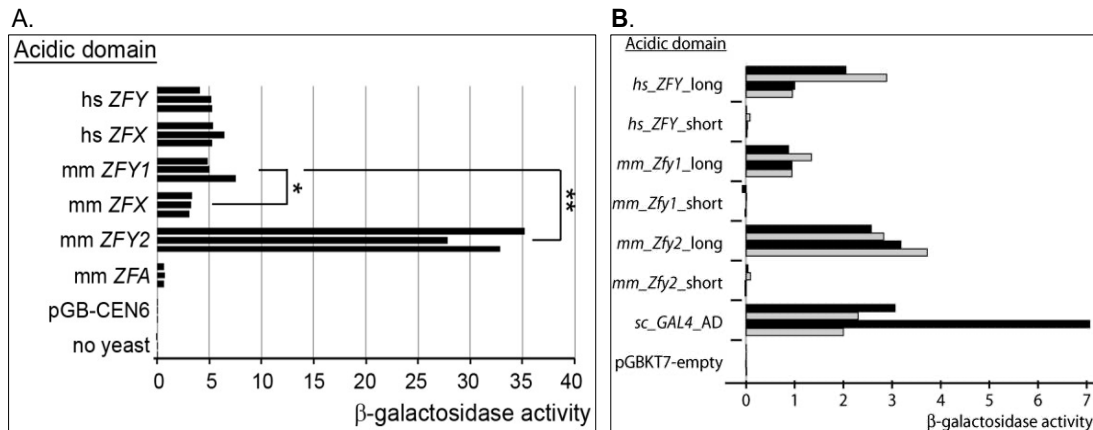 A.
Acidic domain
hs ZFY
hs ZFX
mm ZFY1
mm ZFX
mm ZFY2
mm ZFA
pGB-CEN6
no yeast
*
**
0 5 10 15 20 25 30 35 40
β-galactosidase activity
B.
Acidic domain
hs_ZFY_long
hs_ZFY_short
mm_Zfy1_long
mm_Zfy1_short
mm_Zfy2_long
mm_Zfy2_short
sc_GAL4_AD
pGBKT7-empty
0 1 2 3 4 5 6 7
β-galactosidase activity